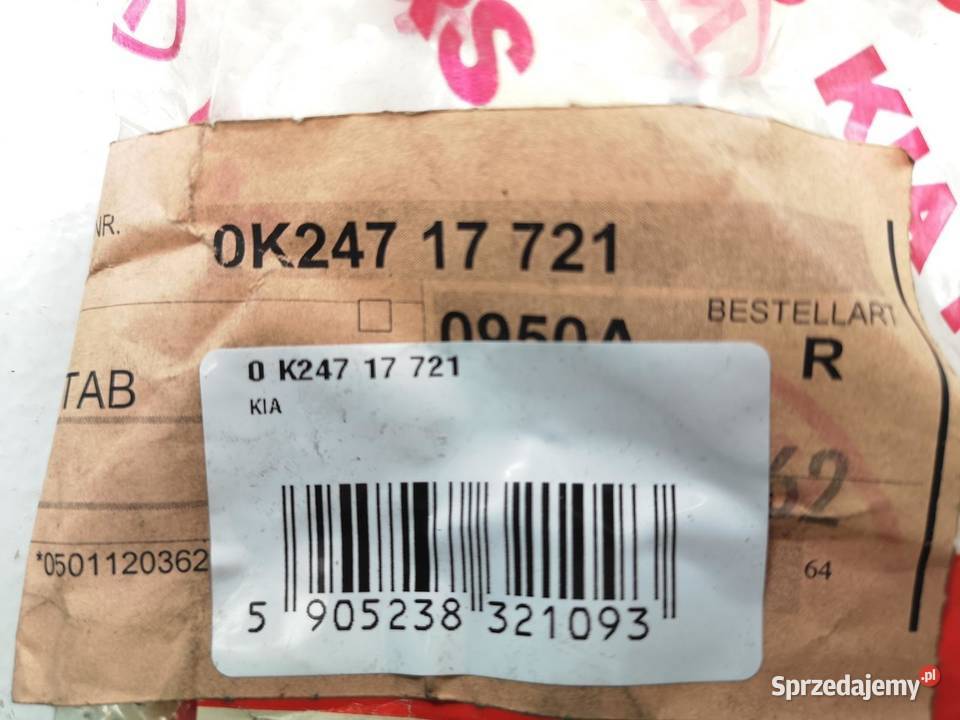 NR.
0K247 17 721
BESTELLART
0950A
R
TAB
0 K247 17 721
KIA
62
*0501120362
64
5 905238 321093
KIA
Sprzedajemy.pl